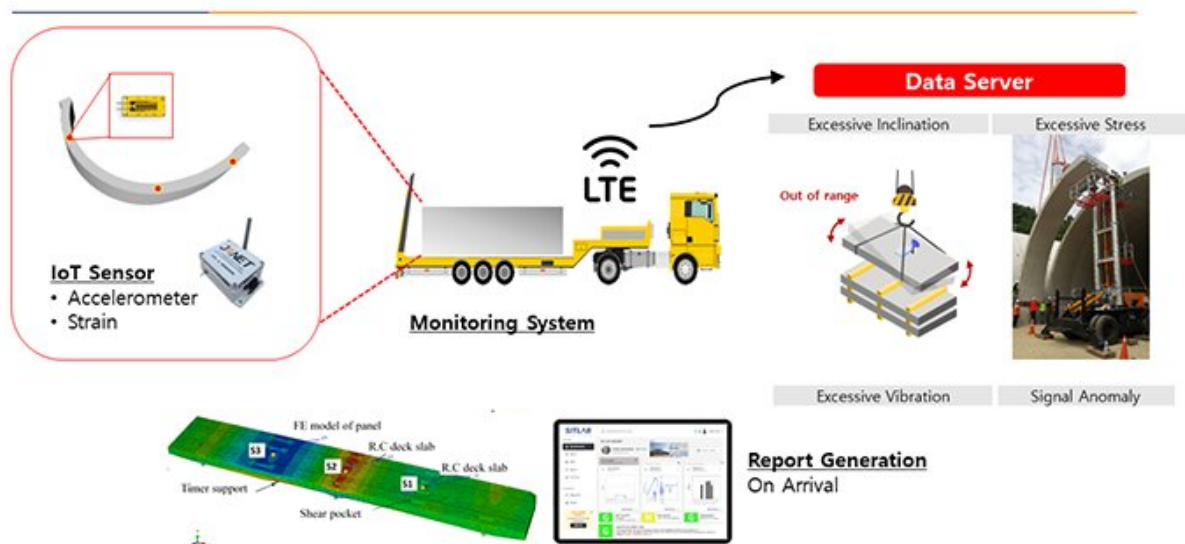 Data Server
Excessive Inclination
Excessive Stress
Out of range
LTE
IoT Sensor
• Accelerometer
• Strain
Monitoring System
Excessive Vibration
Signal Anomaly
FE model of panel
R.C deck slab
R.C deck slab
S3
S2
S1
Timer support
Shear pocket
SITLAB
Report Generation
On Arrival